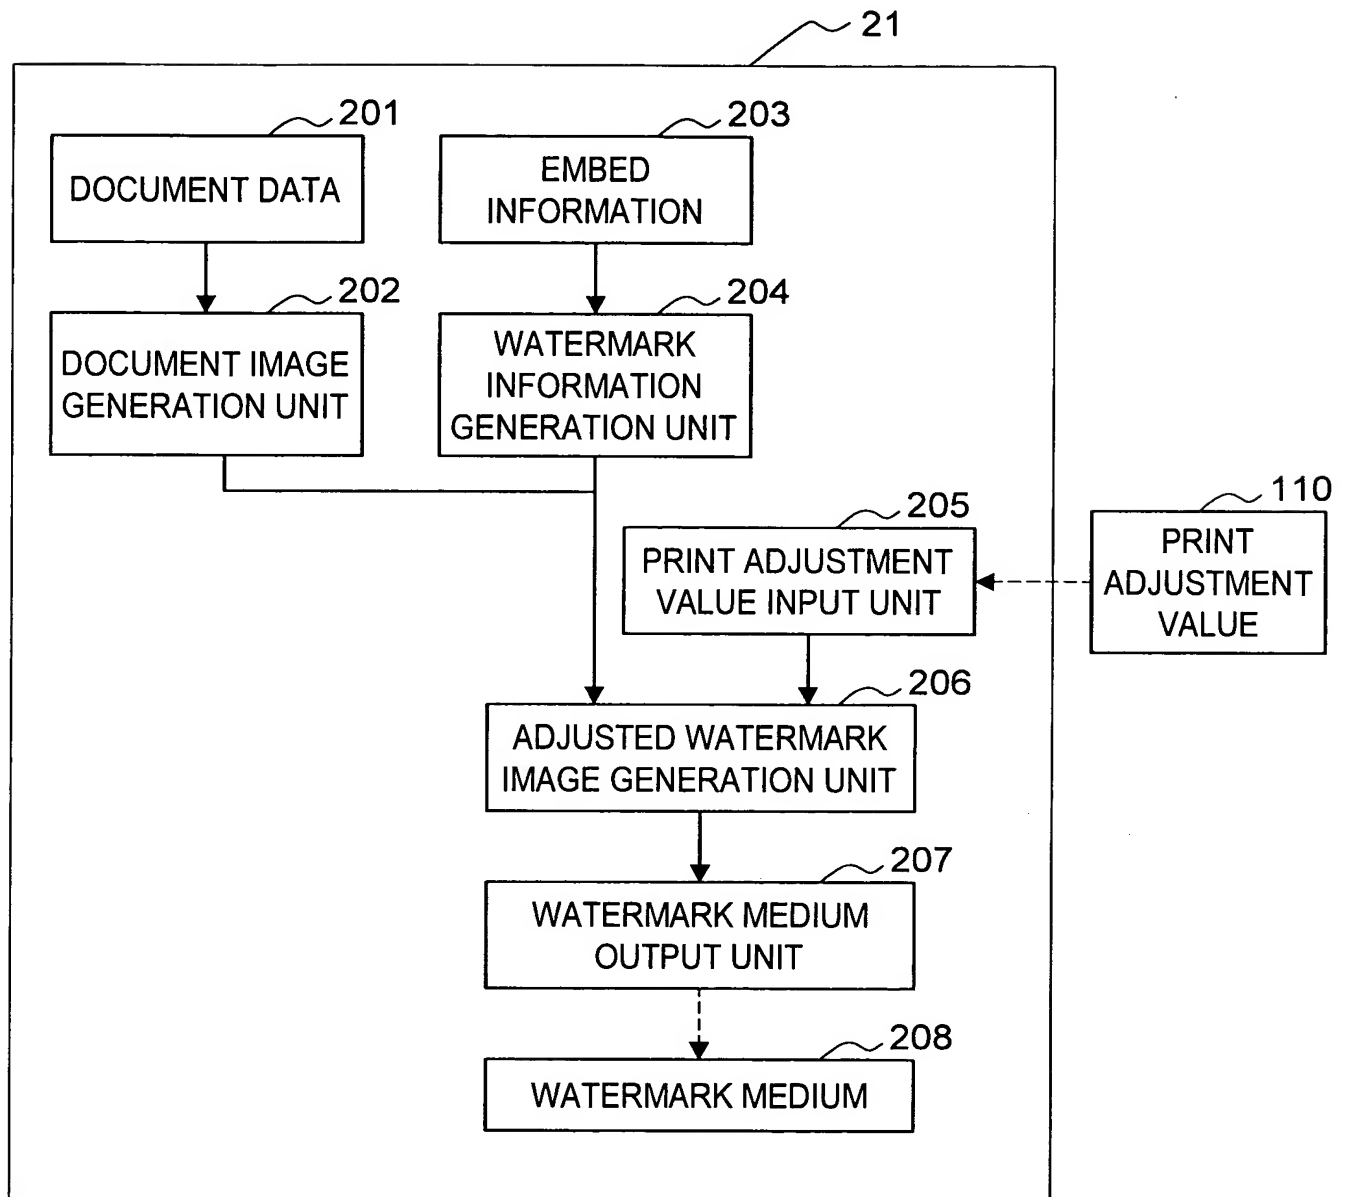 21
201
DOCUMENT DATA
203
EMBED
INFORMATION
202
DOCUMENT IMAGE
GENERATION UNIT
204
WATERMARK
INFORMATION
GENERATION UNIT
205
PRINT ADJUSTMENT
VALUE INPUT UNIT
110
PRINT
ADJUSTMENT
VALUE
206
ADJUSTED WATERMARK
IMAGE GENERATION UNIT
207
WATERMARK MEDIUM
OUTPUT UNIT
208
WATERMARK MEDIUM